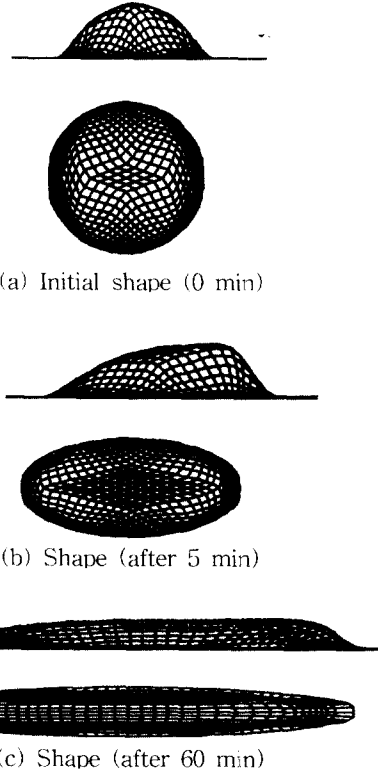 (a) Initial shape (0 min)
(b) Shape (after 5 min)
(c) Shape (after 60 min)